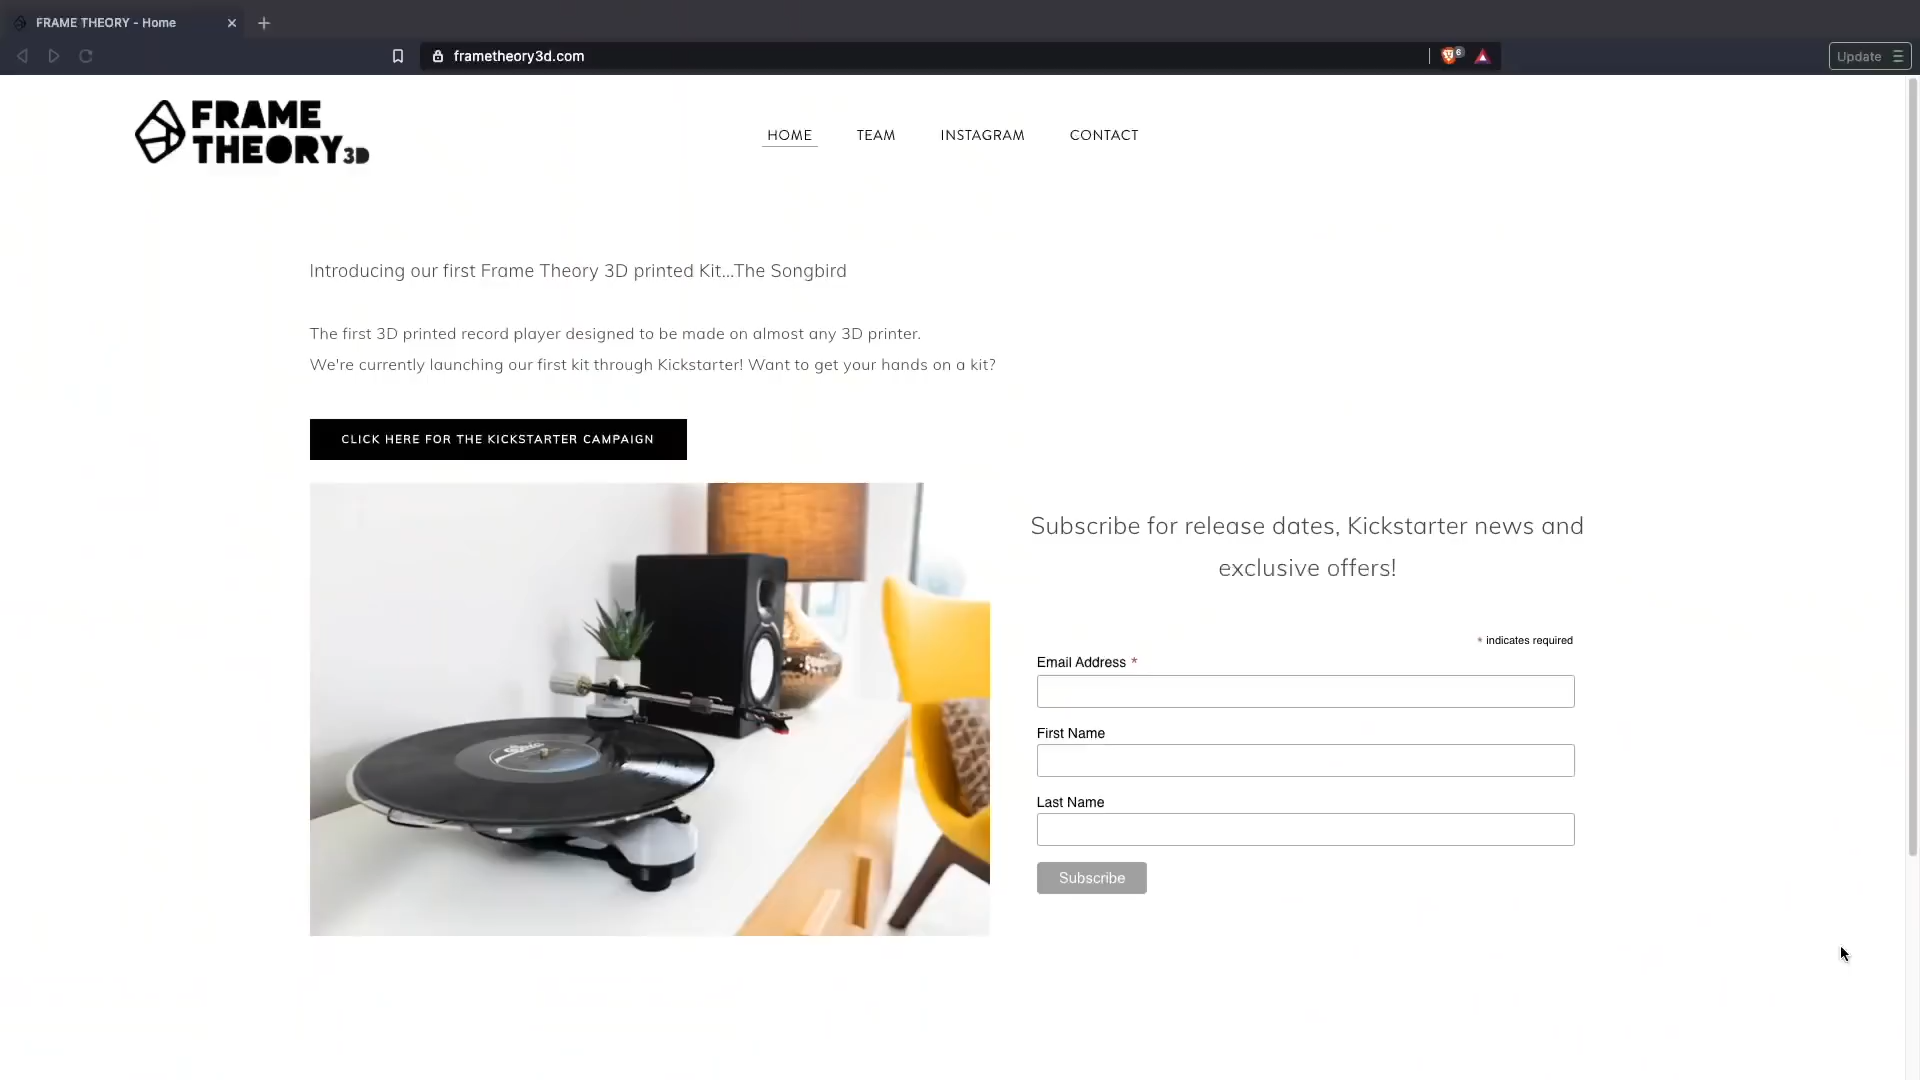 FRAME THEORY - Home
frametheory3d.com
6
Update
FRAME
THEORY3D
HOME
TEAM
INSTAGRAM
CONTACT
Introducing our first Frame Theory 3D printed Kit...The Songbird
The first 3D printed record player designed to be made on almost any 3D printer.
We're currently launching our first kit through Kickstarter! Want to get your hands on a kit?
CLICK HERE FOR THE KICKSTARTER CAMPAIGN
Subscribe for release dates, Kickstarter news and
exclusive offers!
* indicates required
Email Address *
First Name
Last Name
Subscribe